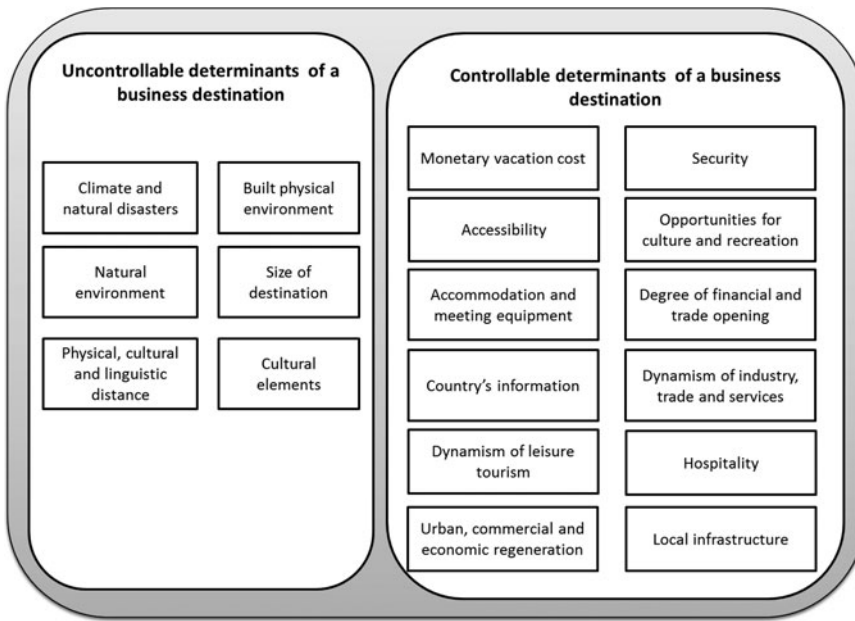 Uncontrollable determinants of a
business destination
Climate and
natural disasters
Built physical
environment
Natural
environment
Size of
destination
Physical, cultural
and linguistic
distance
Cultural
elements
Controllable determinants of a business
destination
Monetary vacation cost
Security
Accessibility
Opportunities for
culture and recreation
Accommodation and
meeting equipment
Degree of financial and
trade opening
Country's information
Dynamism of industry,
trade and services
Dynamism of leisure
tourism
Hospitality
Urban, commercial and
economic regeneration
Local infrastructure